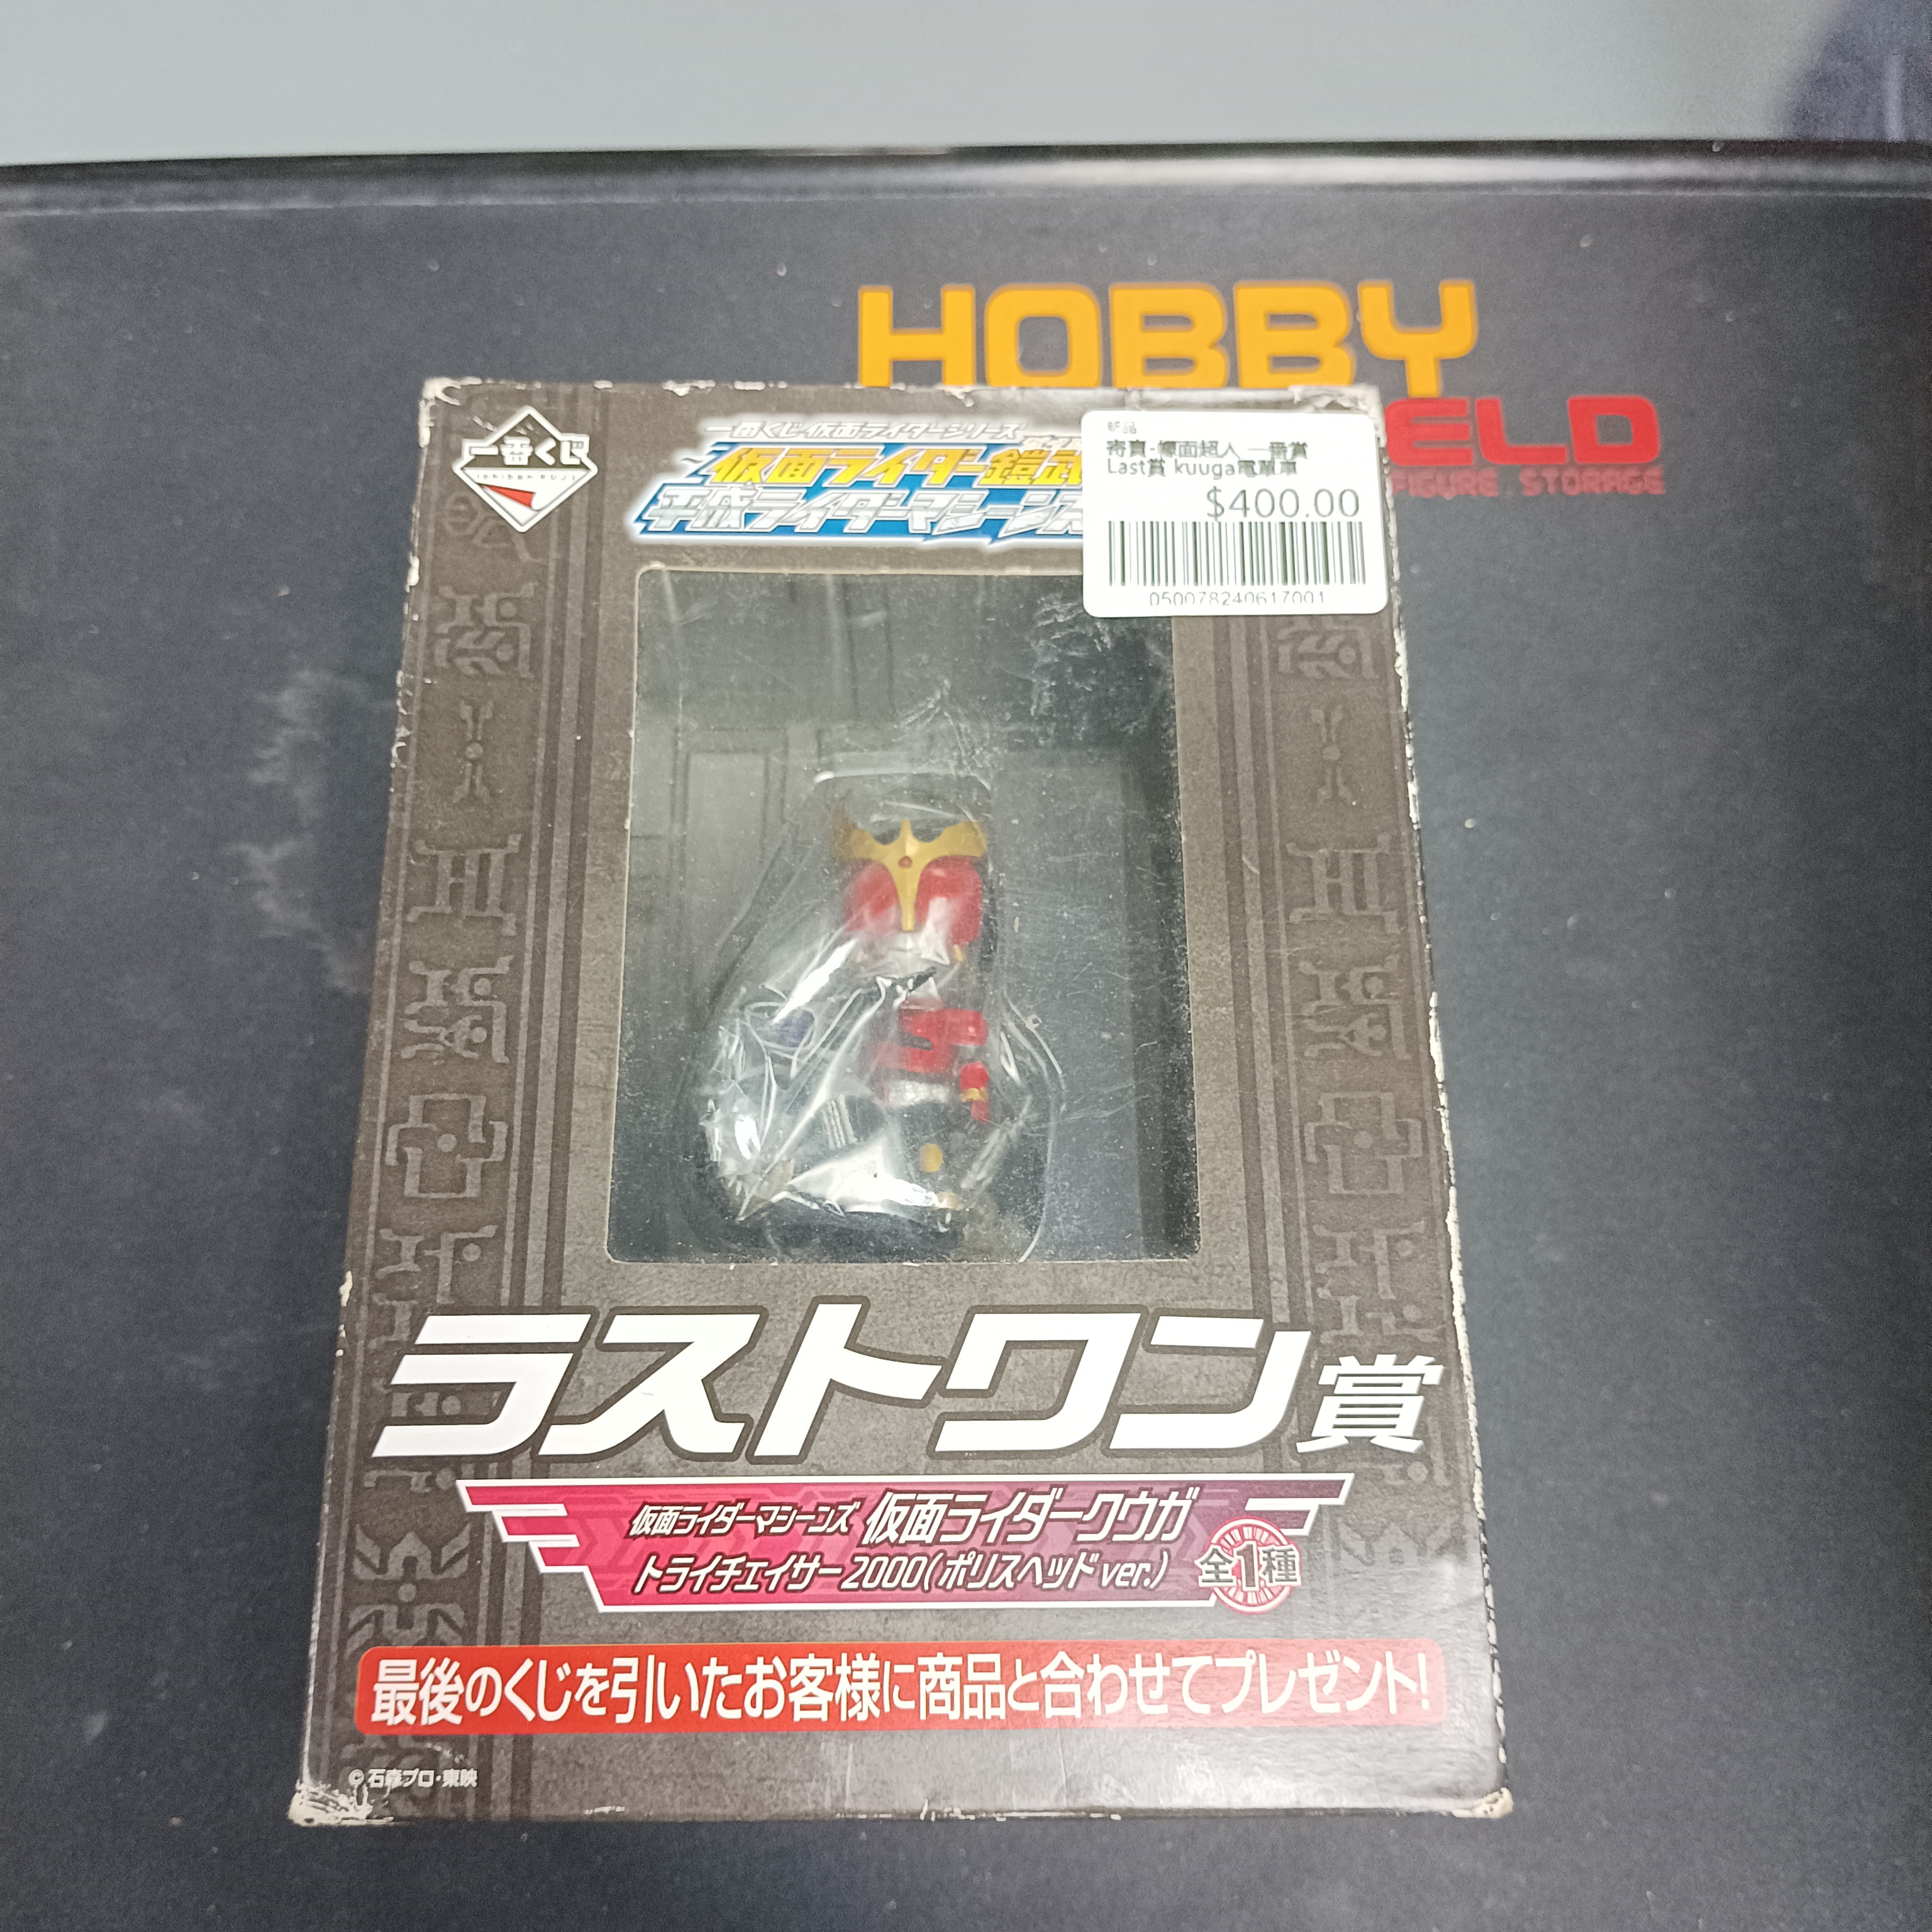 HOBBY
ELD
FIGURE STORAGE
一番くじ
ICHIBAN KUJI
一番くじ 仮面ライダーシリーズ
仮面ライダー鎧武
平成ライダーマシーンズ
新品
寄賣-幪面超人 一番賞
Last賞 kuuga電單車
$400.00
050078240617001
ラストワン賞
仮面ライダーマシーンズ 仮面ライダークウガ
トライチェイサー2000(ポリスヘッドver.)
全1種
最後のくじを引いたお客様に商品と合わせてプレゼント!
© 石森プロ・東映